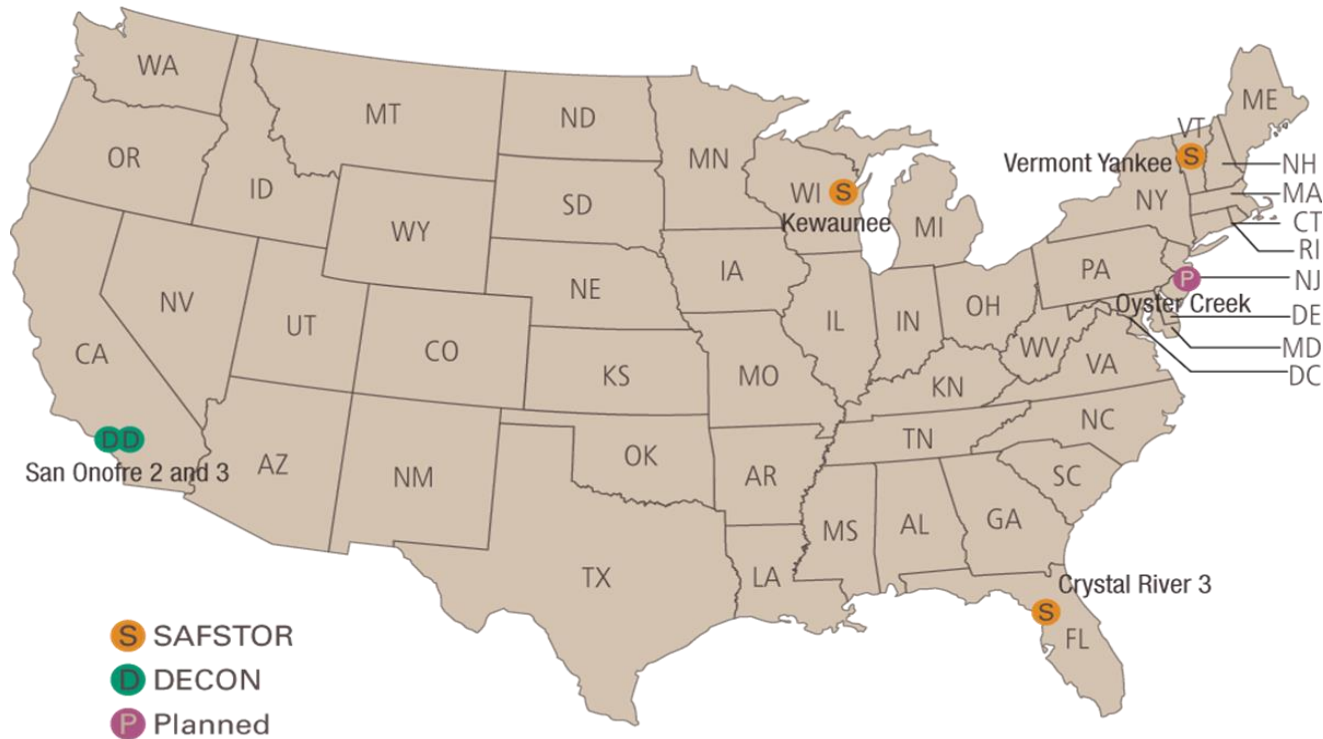 WA
MT
ND
MN
ME
VT
OR
ID
SD
WI
S
Kewaunee
MI
Vermont Yankee
S
NY
NH
MA
CT
RI
WY
IA
NE
PA
P
NJ
Oyster Creek
DE
MD
DC
NV
UT
CO
IL
IN
OH
WV
VA
CA
KS
MO
KN
NC
D D
San Onofre 2 and 3
AZ
NM
OK
AR
TN
SC
TX
LA
MS
AL
GA
Crystal River 3
S
FL
S SAFSTOR
D DECON
P Planned